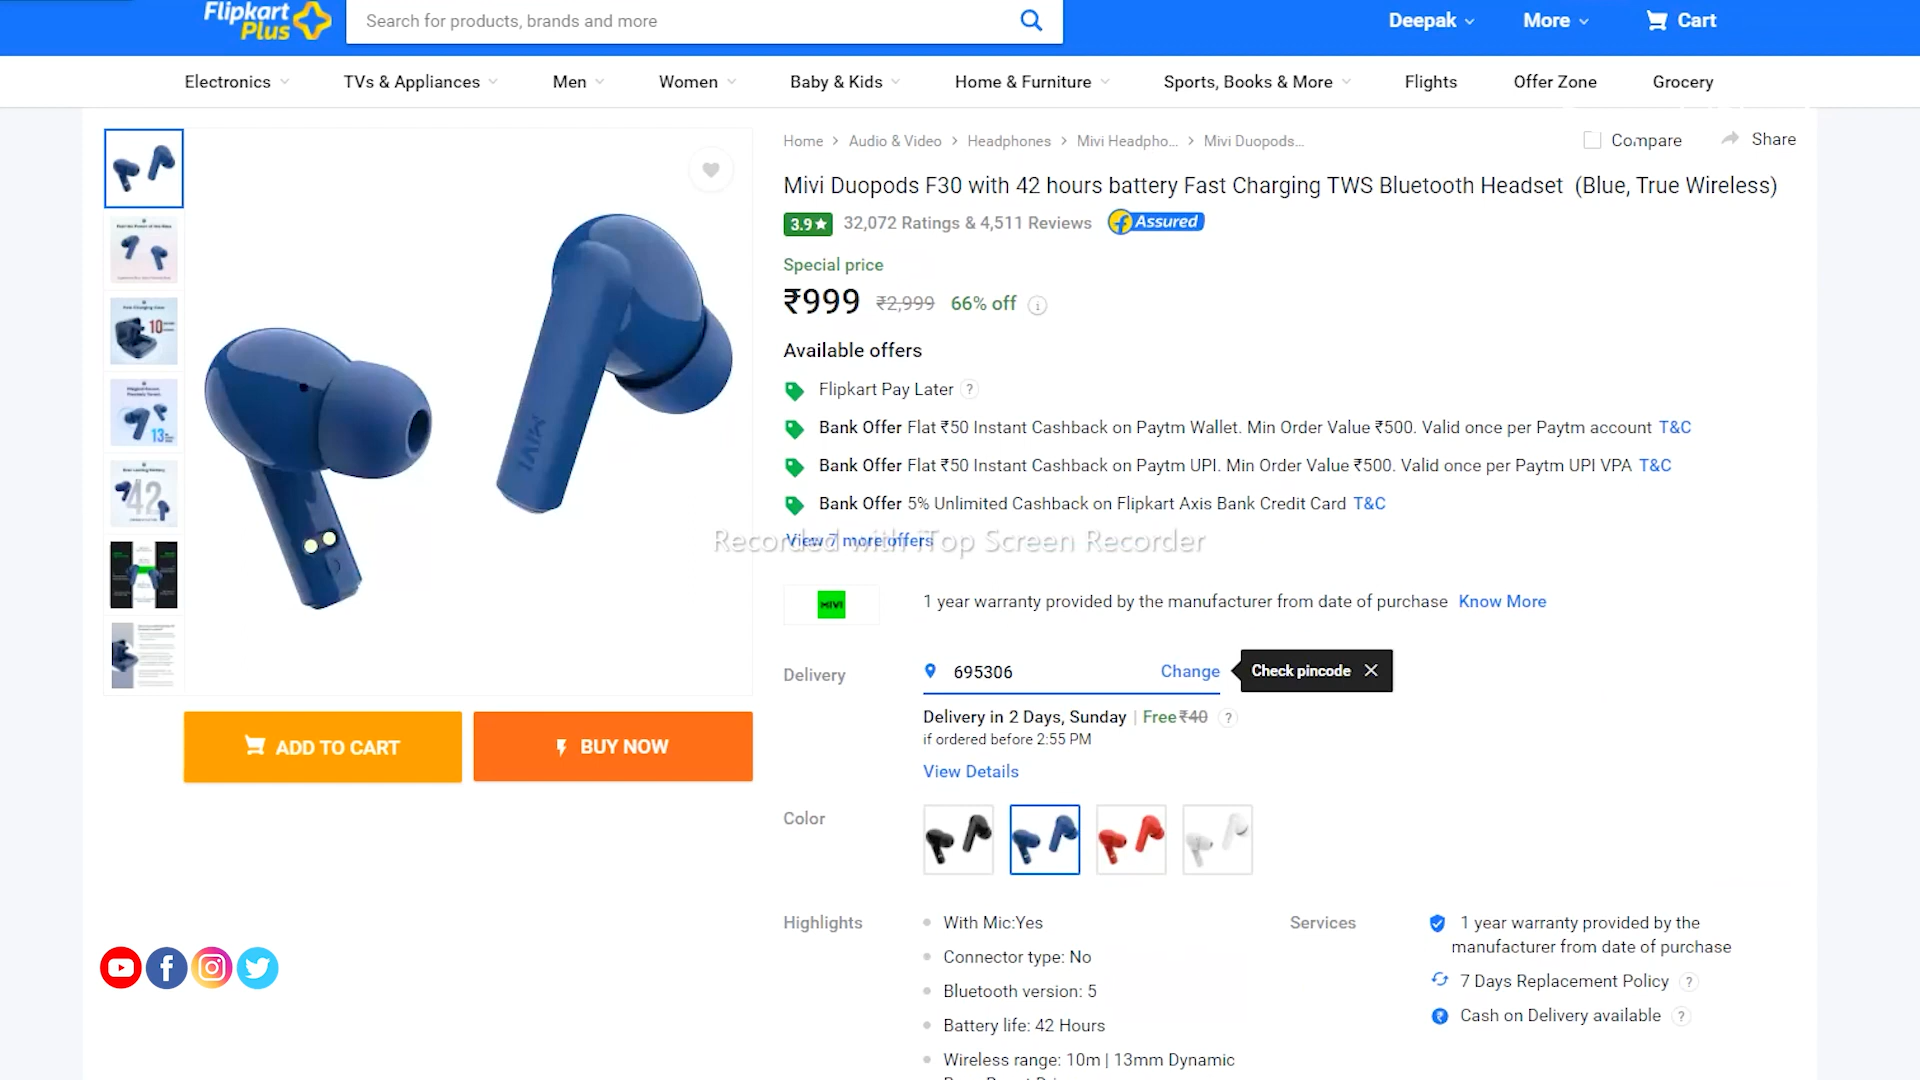 Flipkart
Plus
Search for products, brands and more
Deepak
More
Cart
Electronics
TVs & Appliances
Men
Women
Baby & Kids
Home & Furniture
Sports, Books & More
Flights
Offer Zone
Grocery
Home > Audio & Video > Headphones > Mivi Headpho... > Mivi Duopods...
Compare
Share
Mivi Duopods F30 with 42 hours battery Fast Charging TWS Bluetooth Headset (Blue, True Wireless)
3.9★ 32,072 Ratings & 4,511 Reviews Assured
Special price
₹999 ₹2,999 66% off
Available offers
Flipkart Pay Later ?
Bank Offer Flat ₹50 Instant Cashback on Paytm Wallet. Min Order Value ₹500. Valid once per Paytm account T&C
Bank Offer Flat ₹50 Instant Cashback on Paytm UPI. Min Order Value ₹500. Valid once per Paytm UPI VPA T&C
Bank Offer 5% Unlimited Cashback on Flipkart Axis Bank Credit Card T&C
View 7 more offers
Recorded with iTop Screen Recorder
MIVI
10
13
42
MIVI
1 year warranty provided by the manufacturer from date of purchase Know More
Delivery
695306
Change
Check pincode
Delivery in 2 Days, Sunday | Free ₹40 ?
if ordered before 2:55 PM
View Details
ADD TO CART
BUY NOW
Color
Highlights
With Mic:Yes
Connector type: No
Bluetooth version: 5
Battery life: 42 Hours
Wireless range: 10m | 13mm Dynamic
Services
1 year warranty provided by the
manufacturer from date of purchase
7 Days Replacement Policy ?
Cash on Delivery available ?